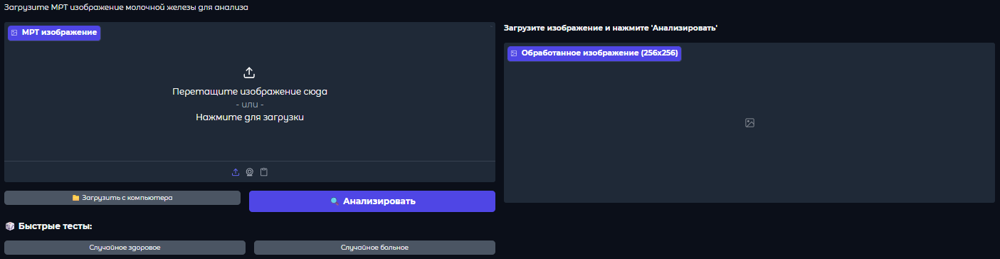 Загрузите МРТ изображение молочной железы для анализа
МРТ изображение
Перетащите изображение сюда
- или -
Нажмите для загрузки
Загрузить с компьютера
Анализировать
Быстрые тесты:
Случайное здоровое
Случайное больное
Загрузите изображение и нажмите 'Анализировать'
Обработанное изображение (256x256)